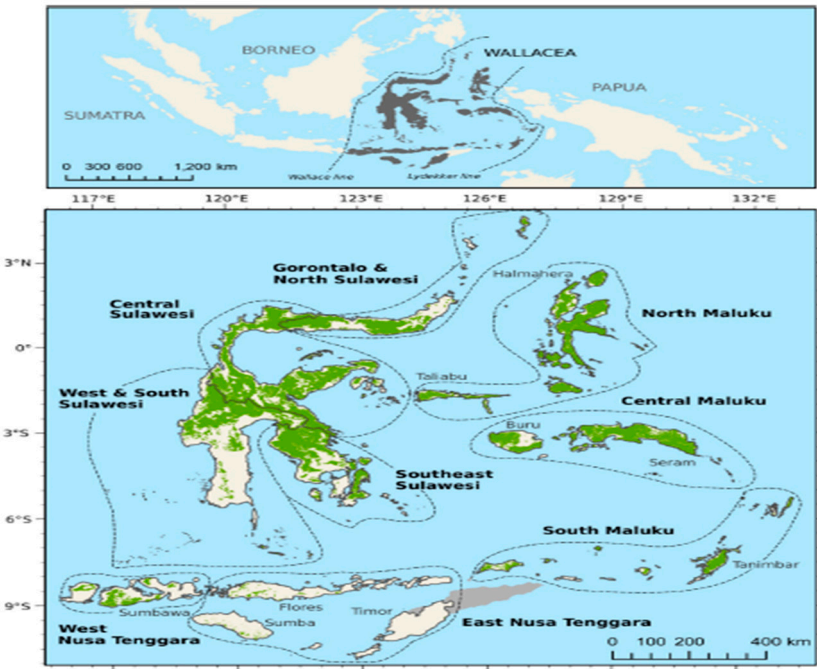 BORNEO
WALLACEA
PAPUA
SUMATRA
0 300 600 1,200 km
Wallace line
Lydekker line
117°E 120°E 123°E 126°E 129°E 132°E
3°N
0°
3°S
6°S
9°S
Gorontalo &
North Sulawesi
Halmahera
Central
Sulawesi
North Maluku
Taliabu
West & South
Sulawesi
Central Maluku
Buru
Seram
Southeast
Sulawesi
South Maluku
Tanimbar
Sumbawa
Flores
Timor
Sumba
West
Nusa Tenggara
East Nusa Tenggara
0 100 200 400 km